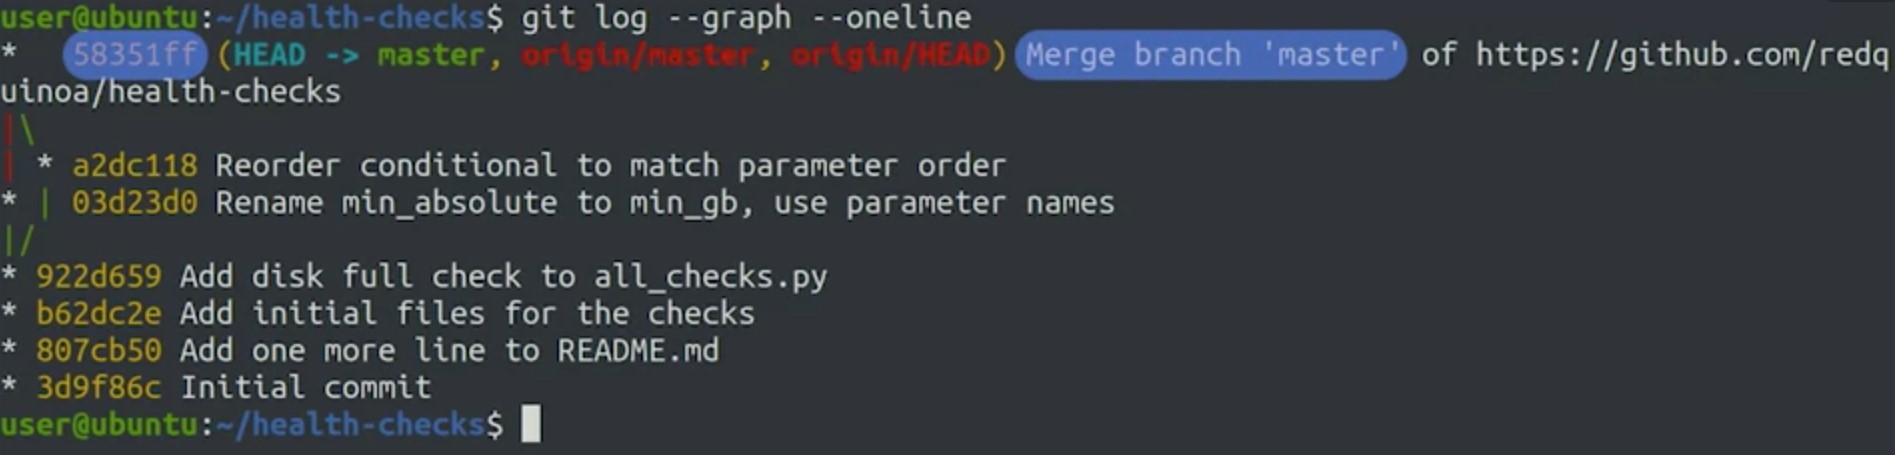 user@ubuntu:~/health-checks$ git log --graph --oneline
*   58351ff (HEAD -> master, origin/master, origin/HEAD) Merge branch 'master' of https://github.com/redq
uinoa/health-checks
|\
| * a2dc118 Reorder conditional to match parameter order
* | 03d23d0 Rename min_absolute to min_gb, use parameter names
|/
* 922d659 Add disk full check to all_checks.py
* b62dc2e Add initial files for the checks
* 807cb50 Add one more line to README.md
* 3d9f86c Initial commit
user@ubuntu:~/health-checks$